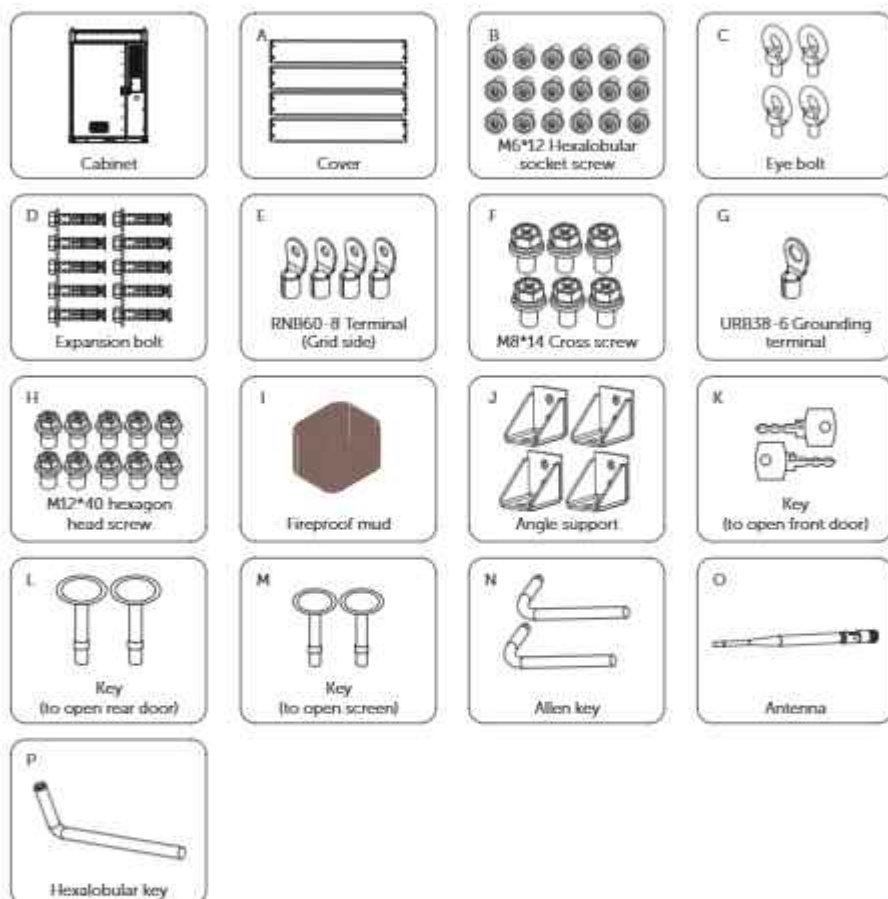 Cabinet
A
Cover
B
M6*12 Hexalobular
socket screw
C
Eye bolt
D
Expansion bolt
E
RNB60-8 Terminal
(Grid side)
F
M8*14 Cross screw
G
URB38-6 Grounding
terminal
H
M12*40 hexagon
head screw
I
Fireproof mud
J
Angle support
K
Key
(to open front door)
L
Key
(to open rear door)
M
Key
(to open screen)
N
Allen key
O
Antenna
P
Hexalobular key